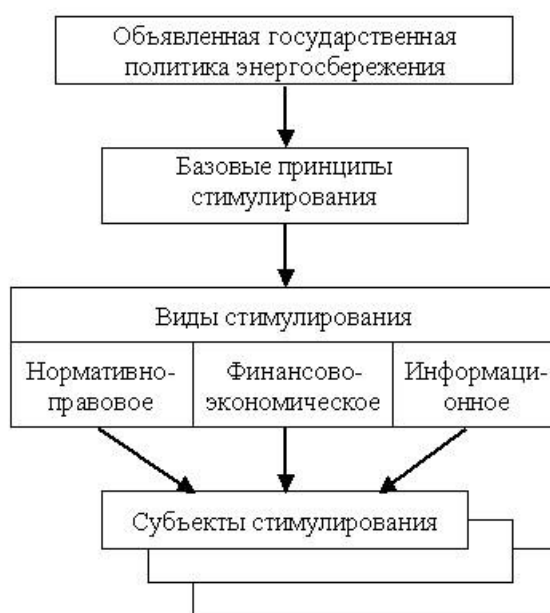 Объявленная государственная
политика энергосбережения
Базовые принципы
стимулирования
Виды стимулирования
Нормативно-
правовое
Финансово-
экономическое
Информаци-
онное
Субъекты стимулирования